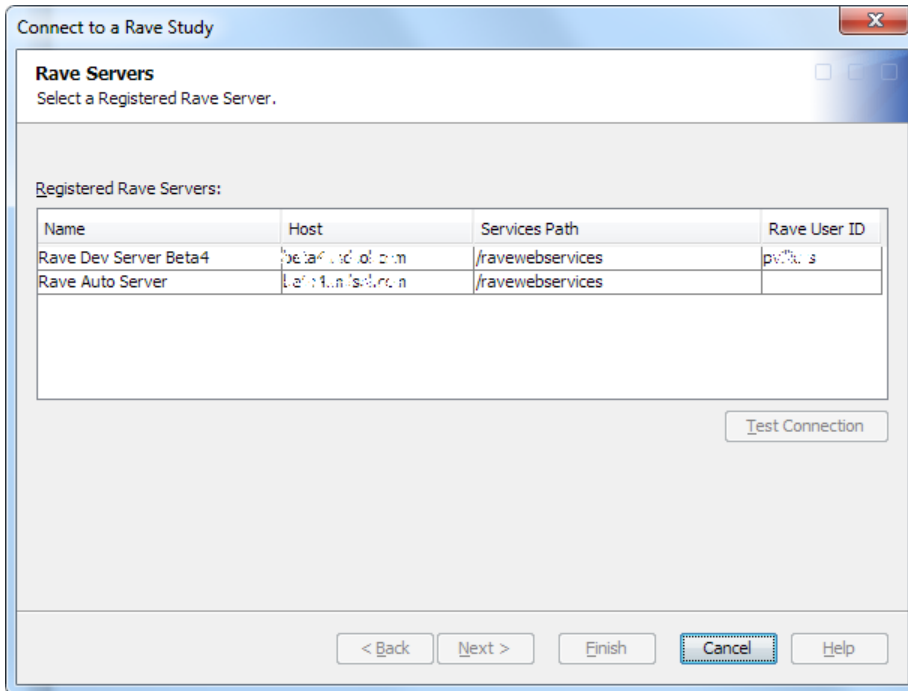 Connect to a Rave Study
Rave Servers
Select a Registered Rave Server.
Registered Rave Servers:
Name Host Services Path Rave User ID
Rave Dev Server Beta4 /ravewebservices
Rave Auto Server /ravewebservices
Test Connection
< Back Next > Finish Cancel Help